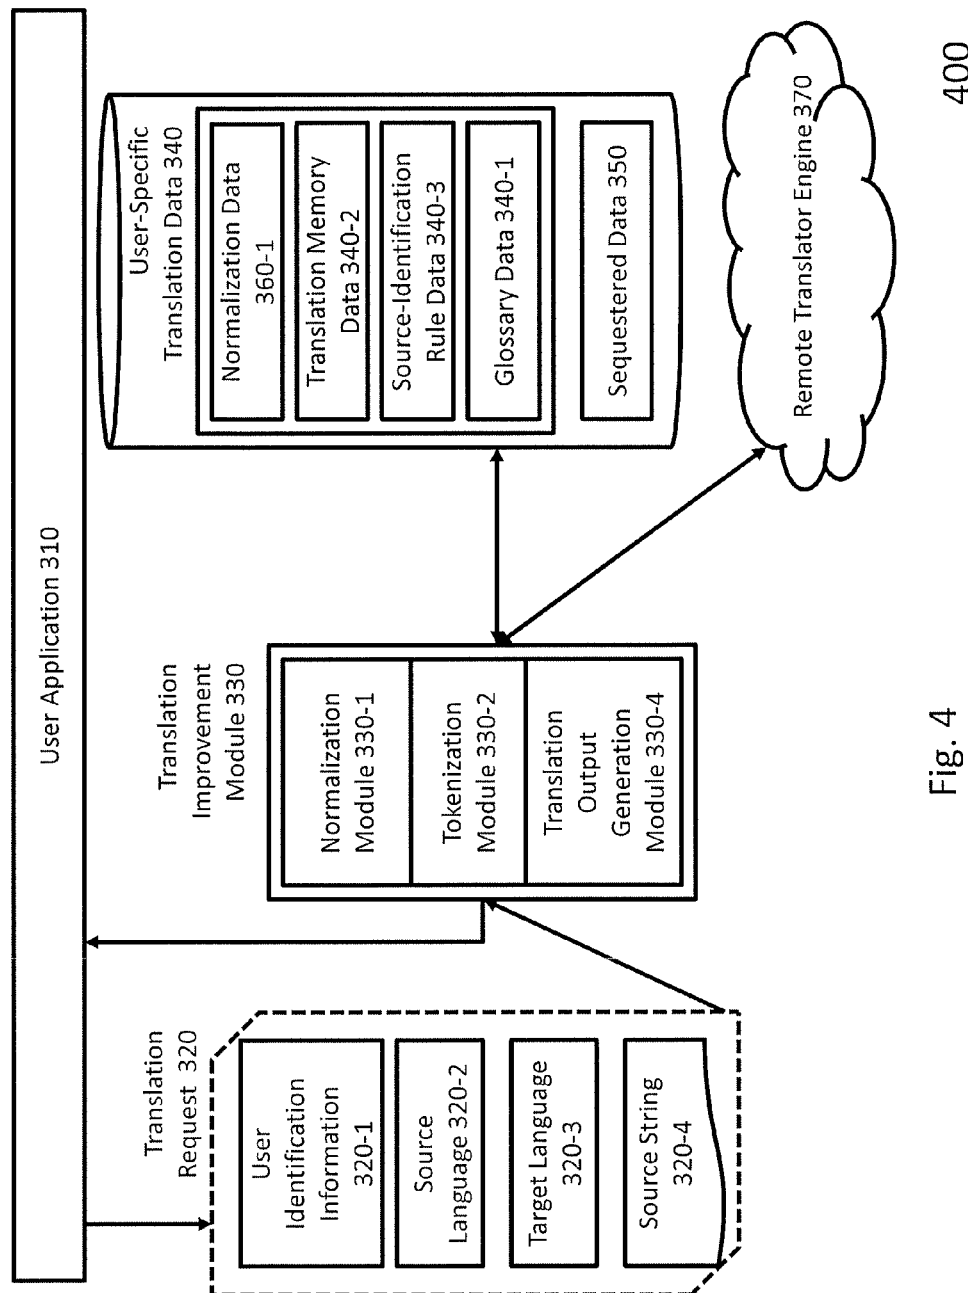 User Application 310
Translation
Request 320
User
Identification
Information
320-1
Source
Language 320-2
Target Language
320-3
Source String
320-4
Translation
Improvement
Module 330
Normalization
Module 330-1
Tokenization
Module 330-2
Translation
Output
Generation
Module 330-4
User-Specific
Translation Data 340
Normalization Data
360-1
Translation Memory
Data 340-2
Source-Identification
Rule Data 340-3
Glossary Data 340-1
Sequestered Data 350
Remote Translator Engine 370
Fig. 4
400